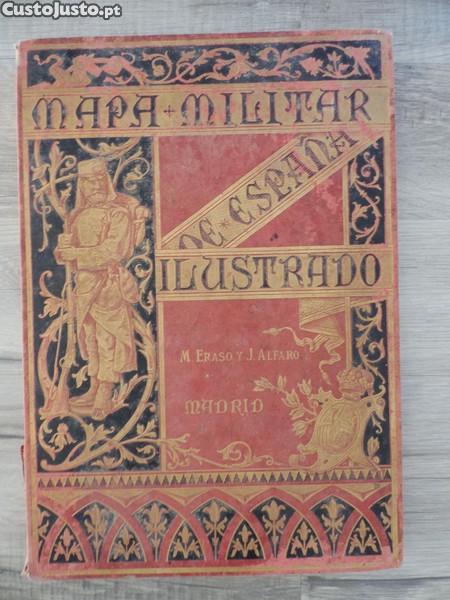 CustoJusto.pt
MAPA MILITAR
DE ESPAÑA
ILUSTRADO
M. ERASO Y J. ALFARO
MADRID